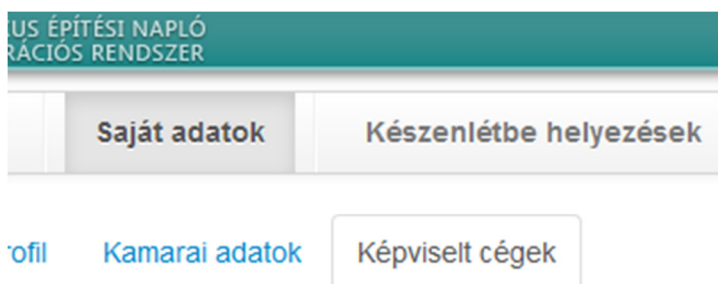 US ÉPÍTÉSI NAPLÓ
RÁCIÓS RENDSZER
Saját adatok Készenlétbe helyezések
rofil Kamarai adatok Képviselt cégek